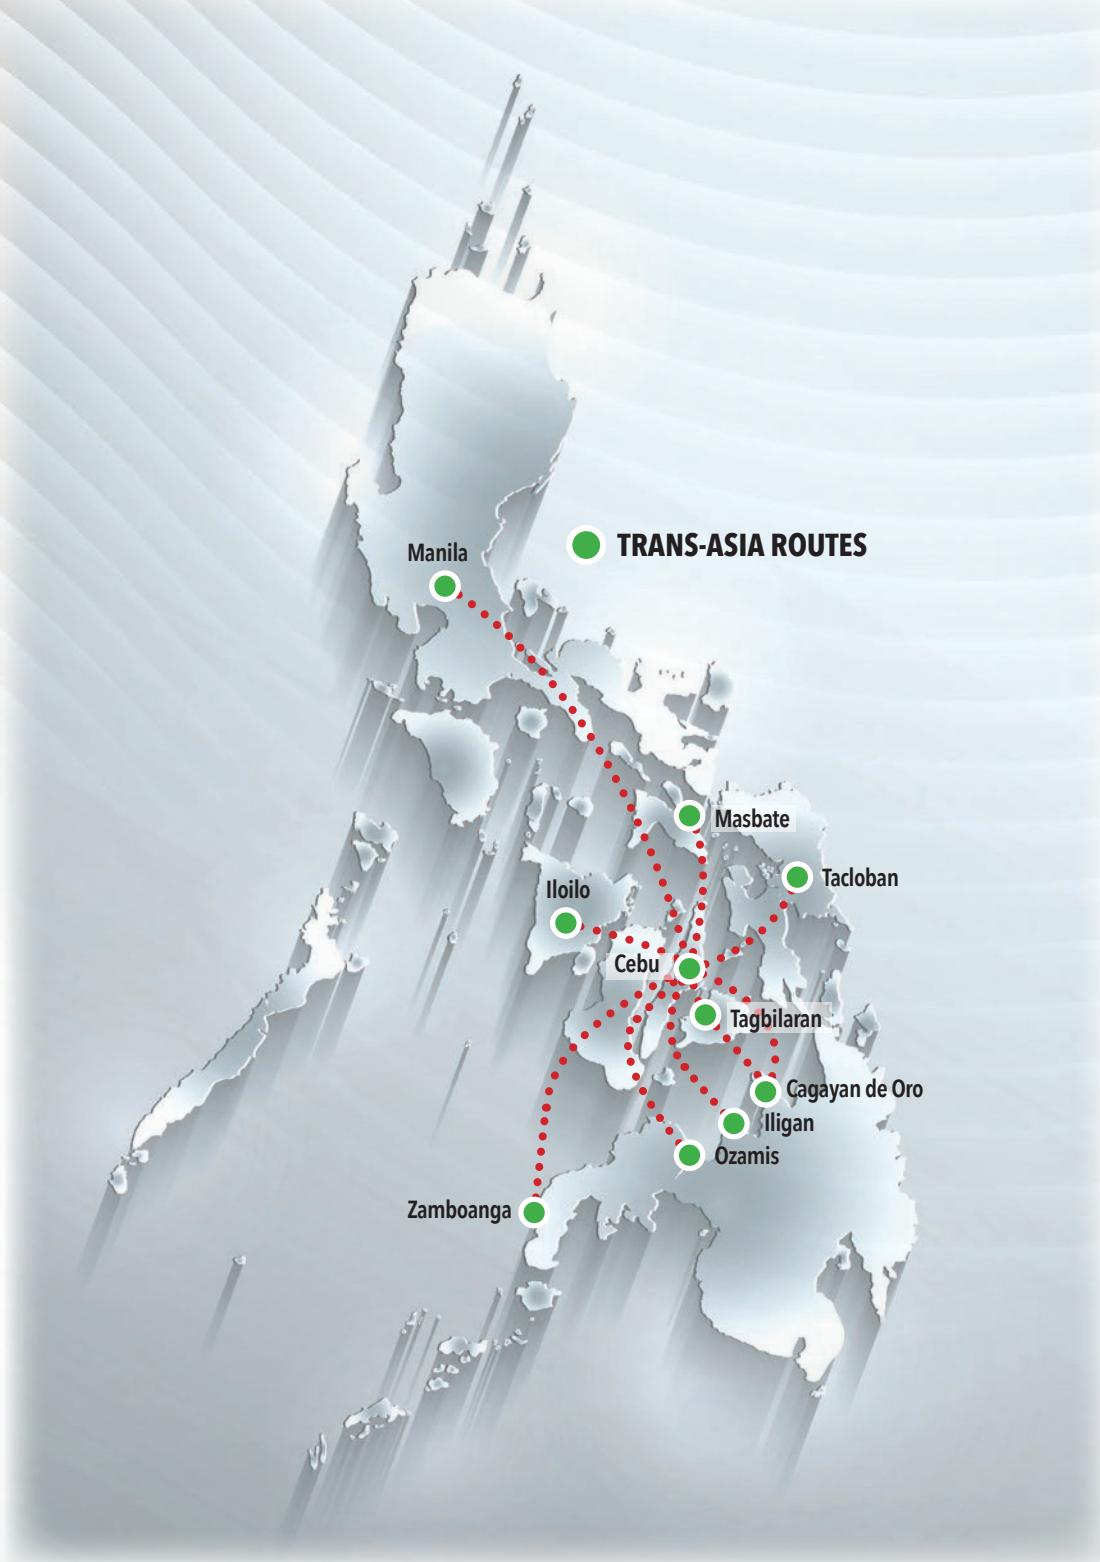 TRANS-ASIA ROUTES
Manila
Masbate
Tacloban
Iloilo
Cebu
Tagbilaran
Cagayan de Oro
Iligan
Ozamis
Zamboanga